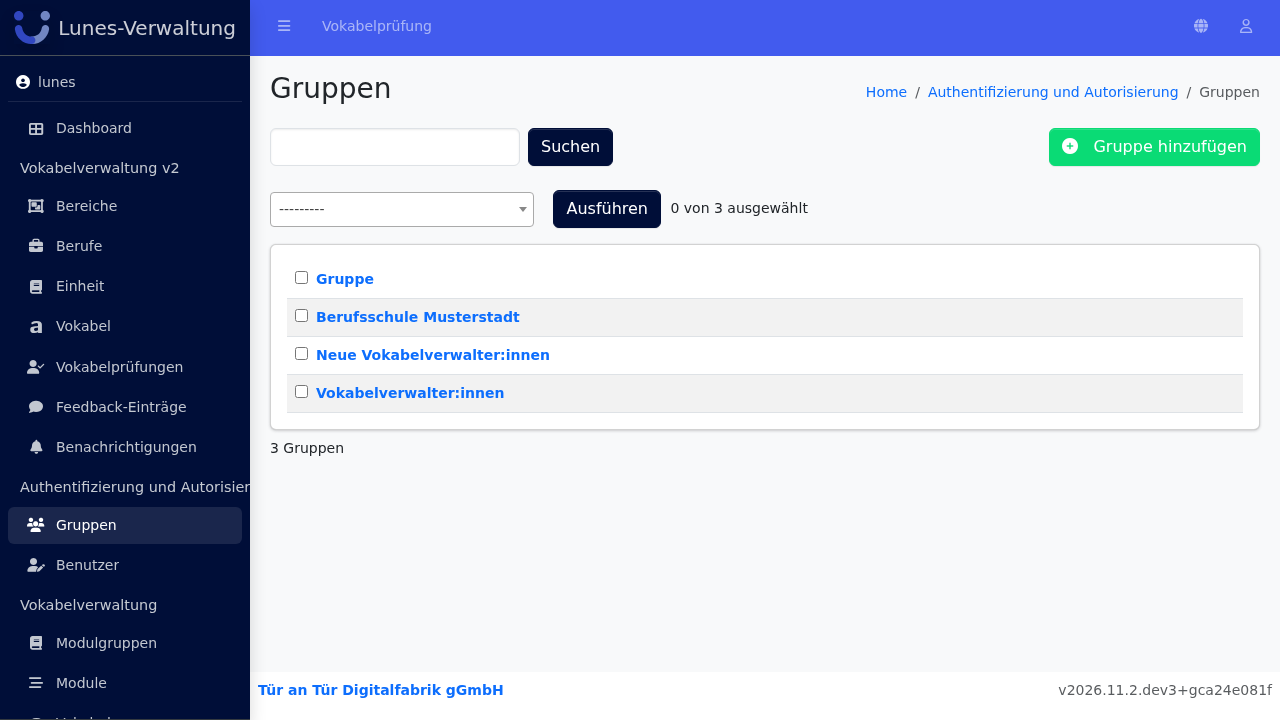 Lunes-Verwaltung
Vokabelprüfung
lunes
Dashboard
Vokabelverwaltung v2
Bereiche
Berufe
Einheit
Vokabel
Vokabelprüfungen
Feedback-Einträge
Benachrichtigungen
Authentifizierung und Autorisier
Gruppen
Benutzer
Vokabelverwaltung
Modulgruppen
Module
Gruppen
Home / Authentifizierung und Autorisierung / Gruppen
Suchen
Gruppe hinzufügen
---------
Ausführen
0 von 3 ausgewählt
Gruppe
Berufsschule Musterstadt
Neue Vokabelverwalter:innen
Vokabelverwalter:innen
3 Gruppen
Tür an Tür Digitalfabrik gGmbH
v2026.11.2.dev3+gca24e081f